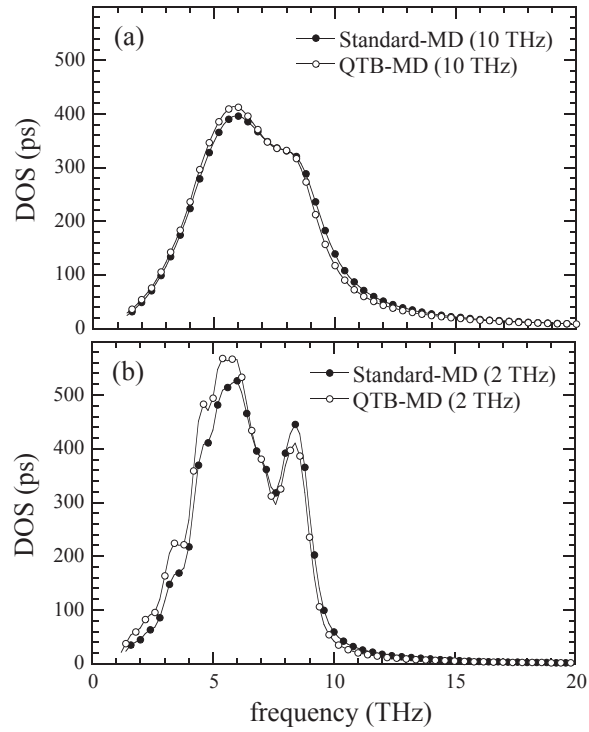 (a)
Standard-MD (10 THz)
QTB-MD (10 THz)
500
400
300
200
100
0
DOS (ps)
(b)
Standard-MD (2 THz)
QTB-MD (2 THz)
500
400
300
200
100
0
DOS (ps)
0 5 10 15 20
frequency (THz)